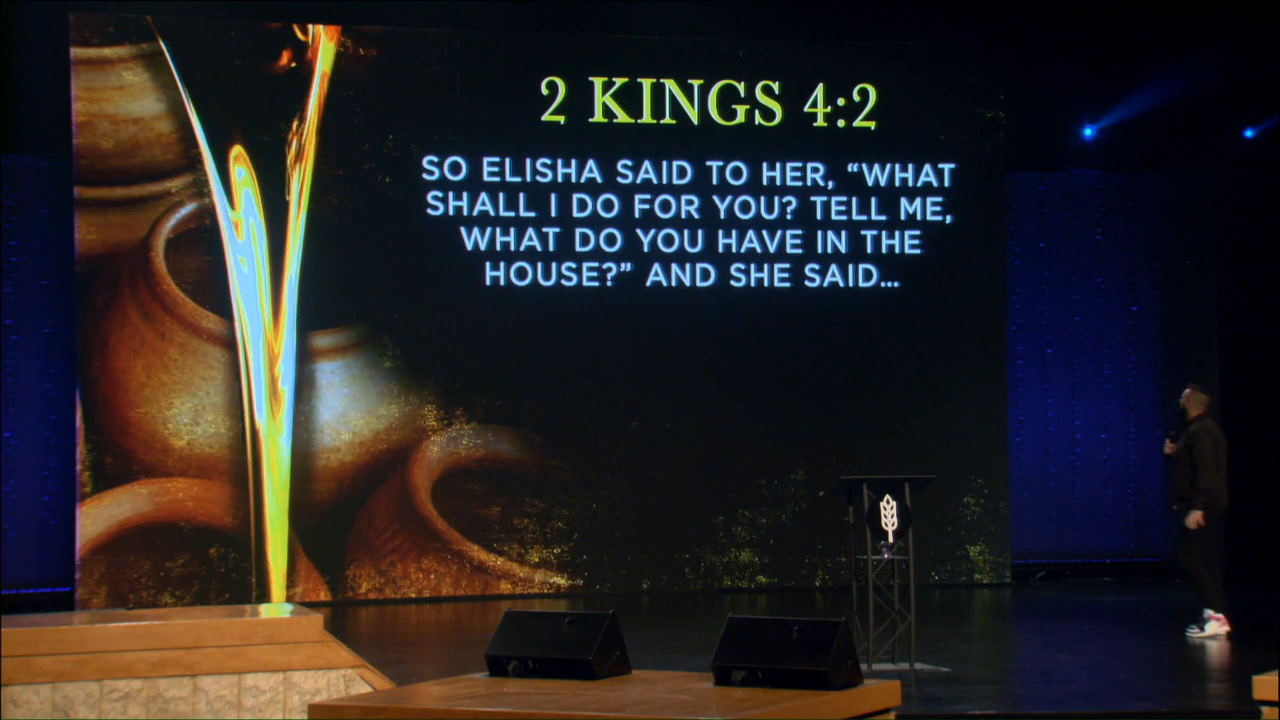 2 KINGS 4:2
SO ELISHA SAID TO HER, “WHAT
SHALL I DO FOR YOU? TELL ME,
WHAT DO YOU HAVE IN THE
HOUSE?” AND SHE SAID...